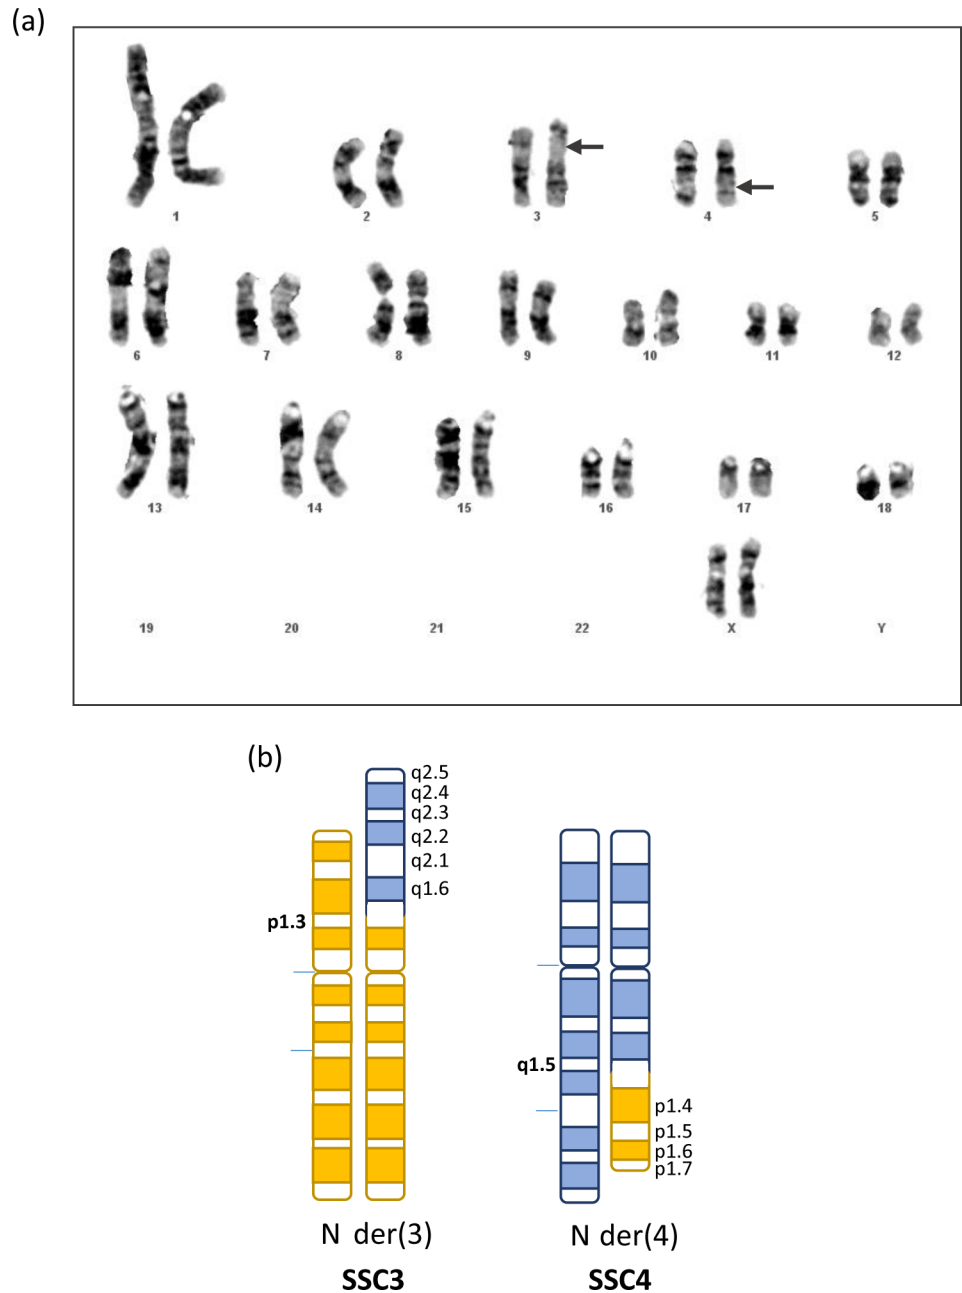 (a)
1 2 3 4 5
6 7 8 9 10 11 12
13 14 15 16 17 18
19 20 21 22 X Y
(b)
q2.5
q2.4
q2.3
q2.2
q2.1
q1.6
p1.3
q1.5
p1.4
p1.5
p1.6
p1.7
N der(3) N der(4)
SSC3 SSC4